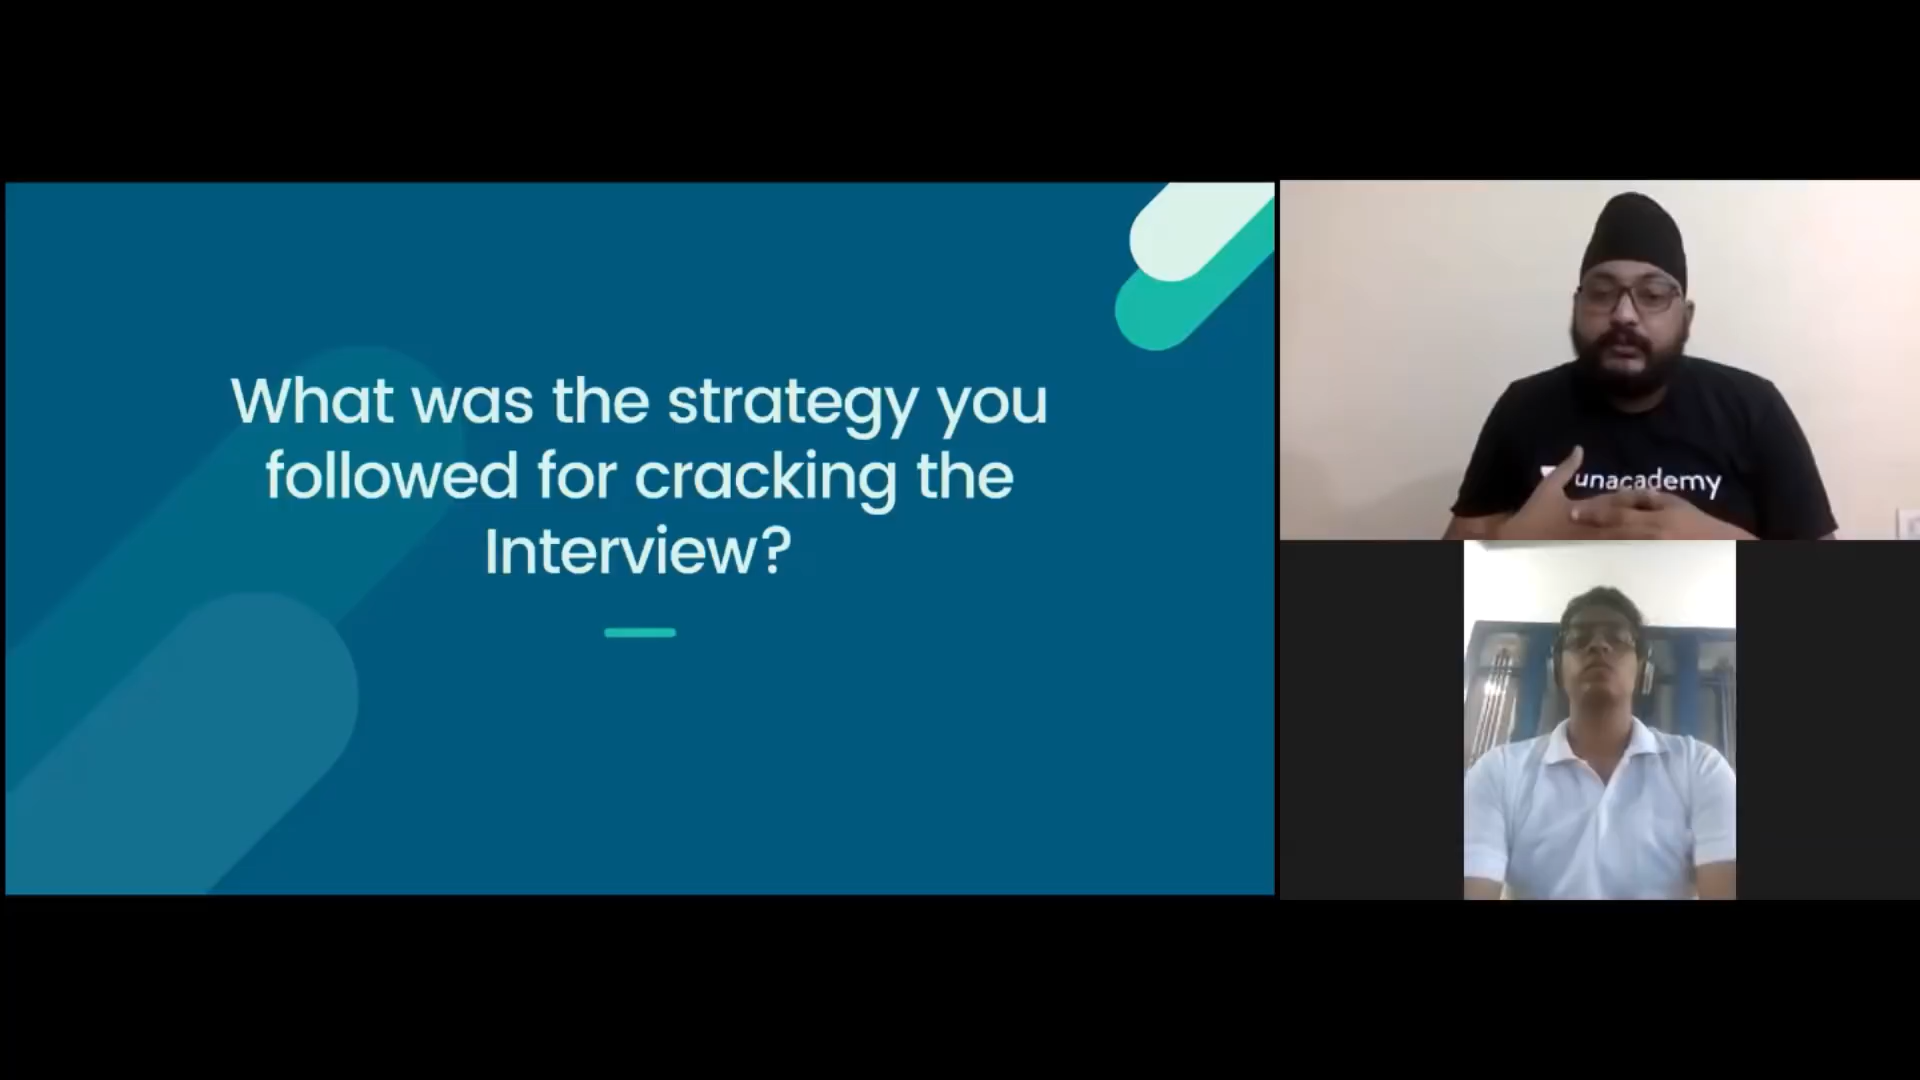 What was the strategy you
followed for cracking the
Interview?
unacademy